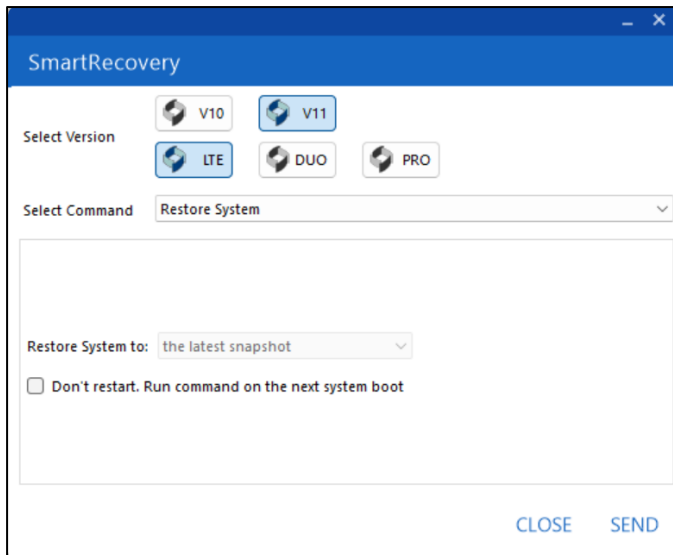 SmartRecovery
Select Version
V10 V11
LTE DUO PRO
Select Command Restore System
Restore System to: the latest snapshot
Don't restart. Run command on the next system boot
CLOSE SEND